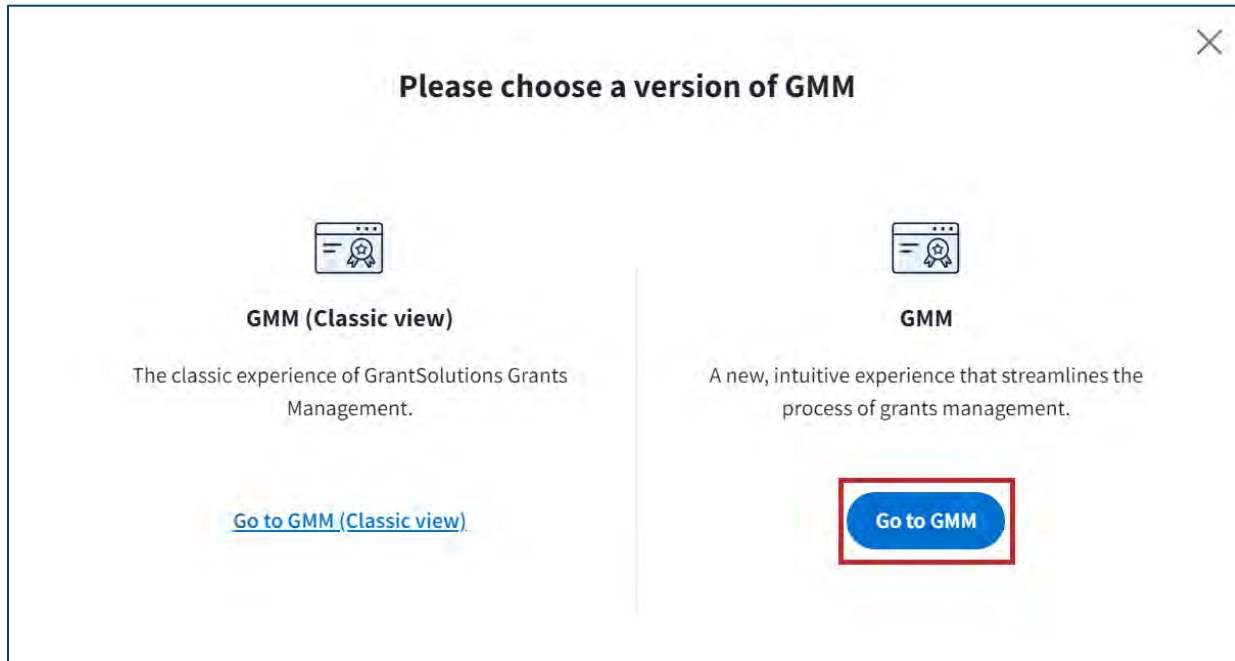 Please choose a version of GMM
GMM (Classic view)
The classic experience of GrantSolutions Grants
Management.
Go to GMM (Classic view)
GMM
A new, intuitive experience that streamlines the
process of grants management.
Go to GMM